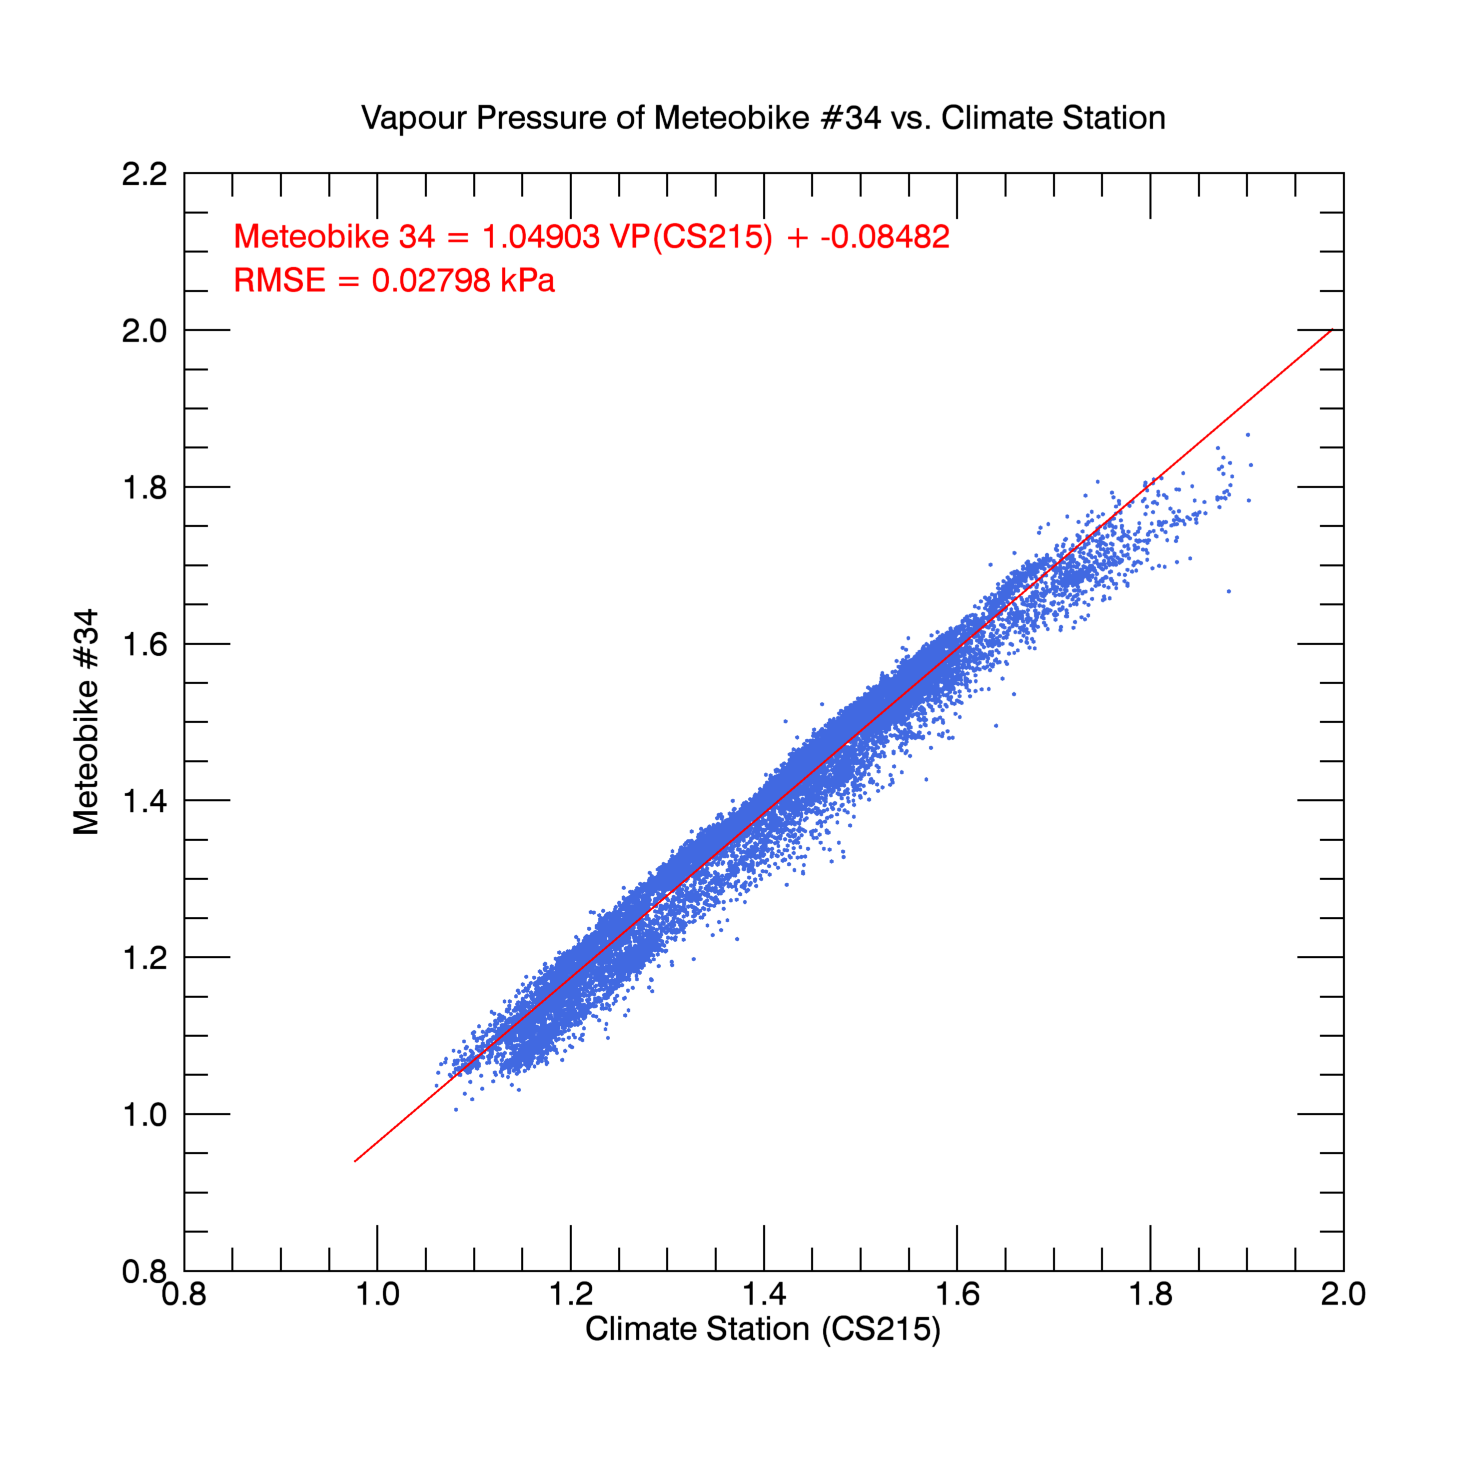 Vapour Pressure of Meteobike #34 vs. Climate Station
2.2
Meteobike 34 = 1.04903 VP(CS215) + -0.08482
RMSE = 0.02798 kPa
2.0
1.8
1.6
Meteobike #34
1.4
1.2
1.0
0.8
0.8 1.0 1.2 1.4 1.6 1.8 2.0
Climate Station (CS215)